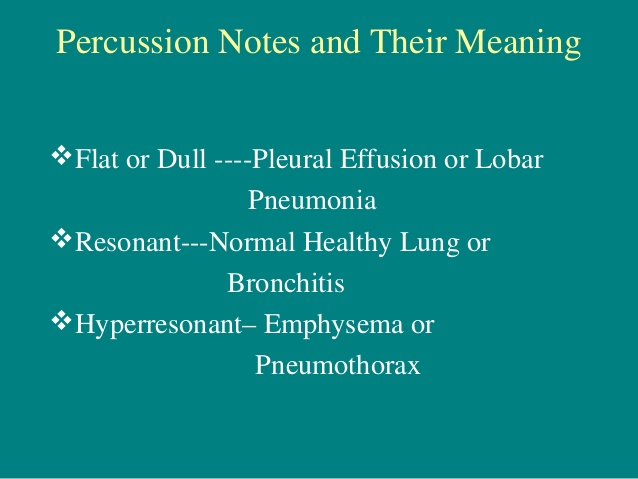 Percussion Notes and Their Meaning
❖Flat or Dull ----Pleural Effusion or Lobar
Pneumonia
❖Resonant---Normal Healthy Lung or
Bronchitis
❖Hyperresonant– Emphysema or
Pneumothorax